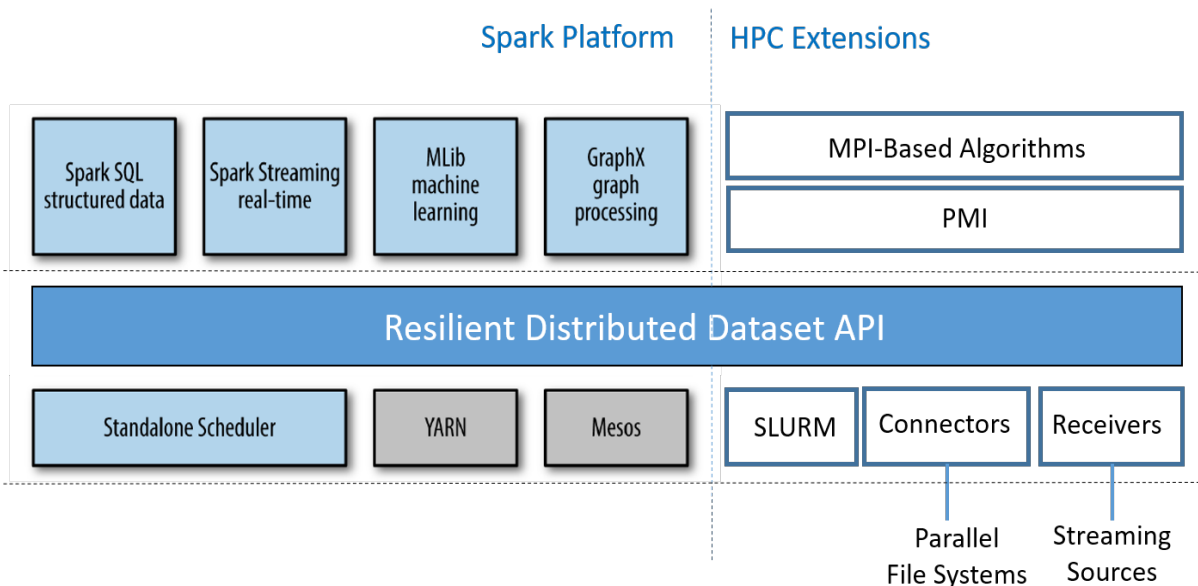 Spark Platform
HPC Extensions
Spark SQL
structured data
Spark Streaming
real-time
MLib
machine
learning
GraphX
graph
processing
MPI-Based Algorithms
PMI
Resilient Distributed Dataset API
Standalone Scheduler
YARN
Mesos
SLURM
Connectors
Receivers
Parallel
File Systems
Streaming
Sources